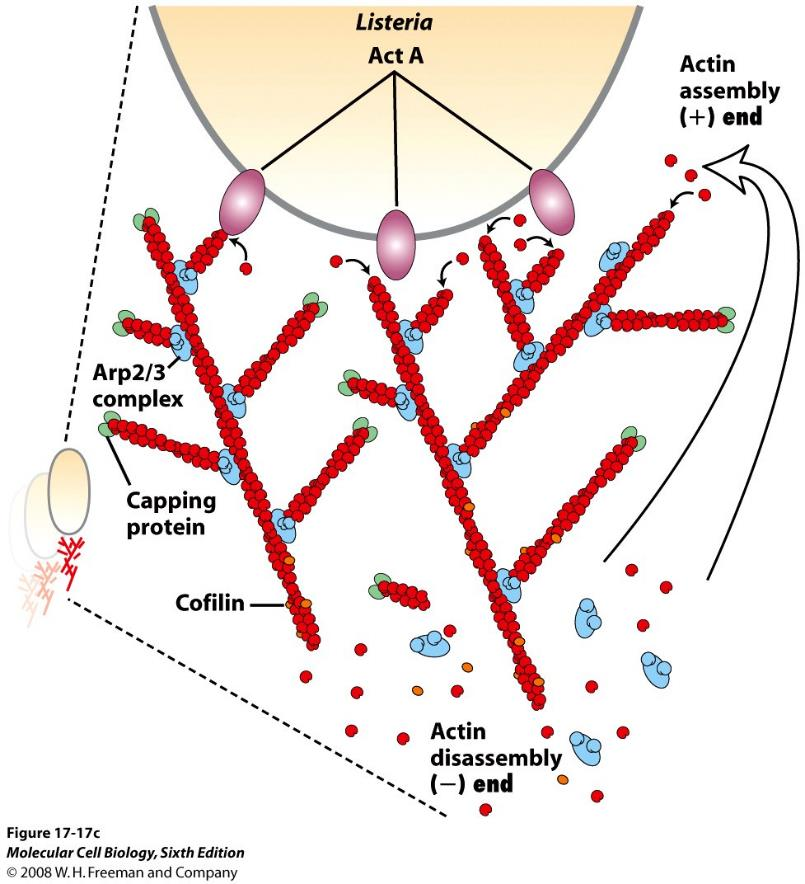 Listeria
Act A
Actin
assembly
(+) end
Arp2/3
complex
Capping
protein
Cofilin
Actin
disassembly
(−) end
Figure 17-17c
Molecular Cell Biology, Sixth Edition
© 2008 W. H. Freeman and Company